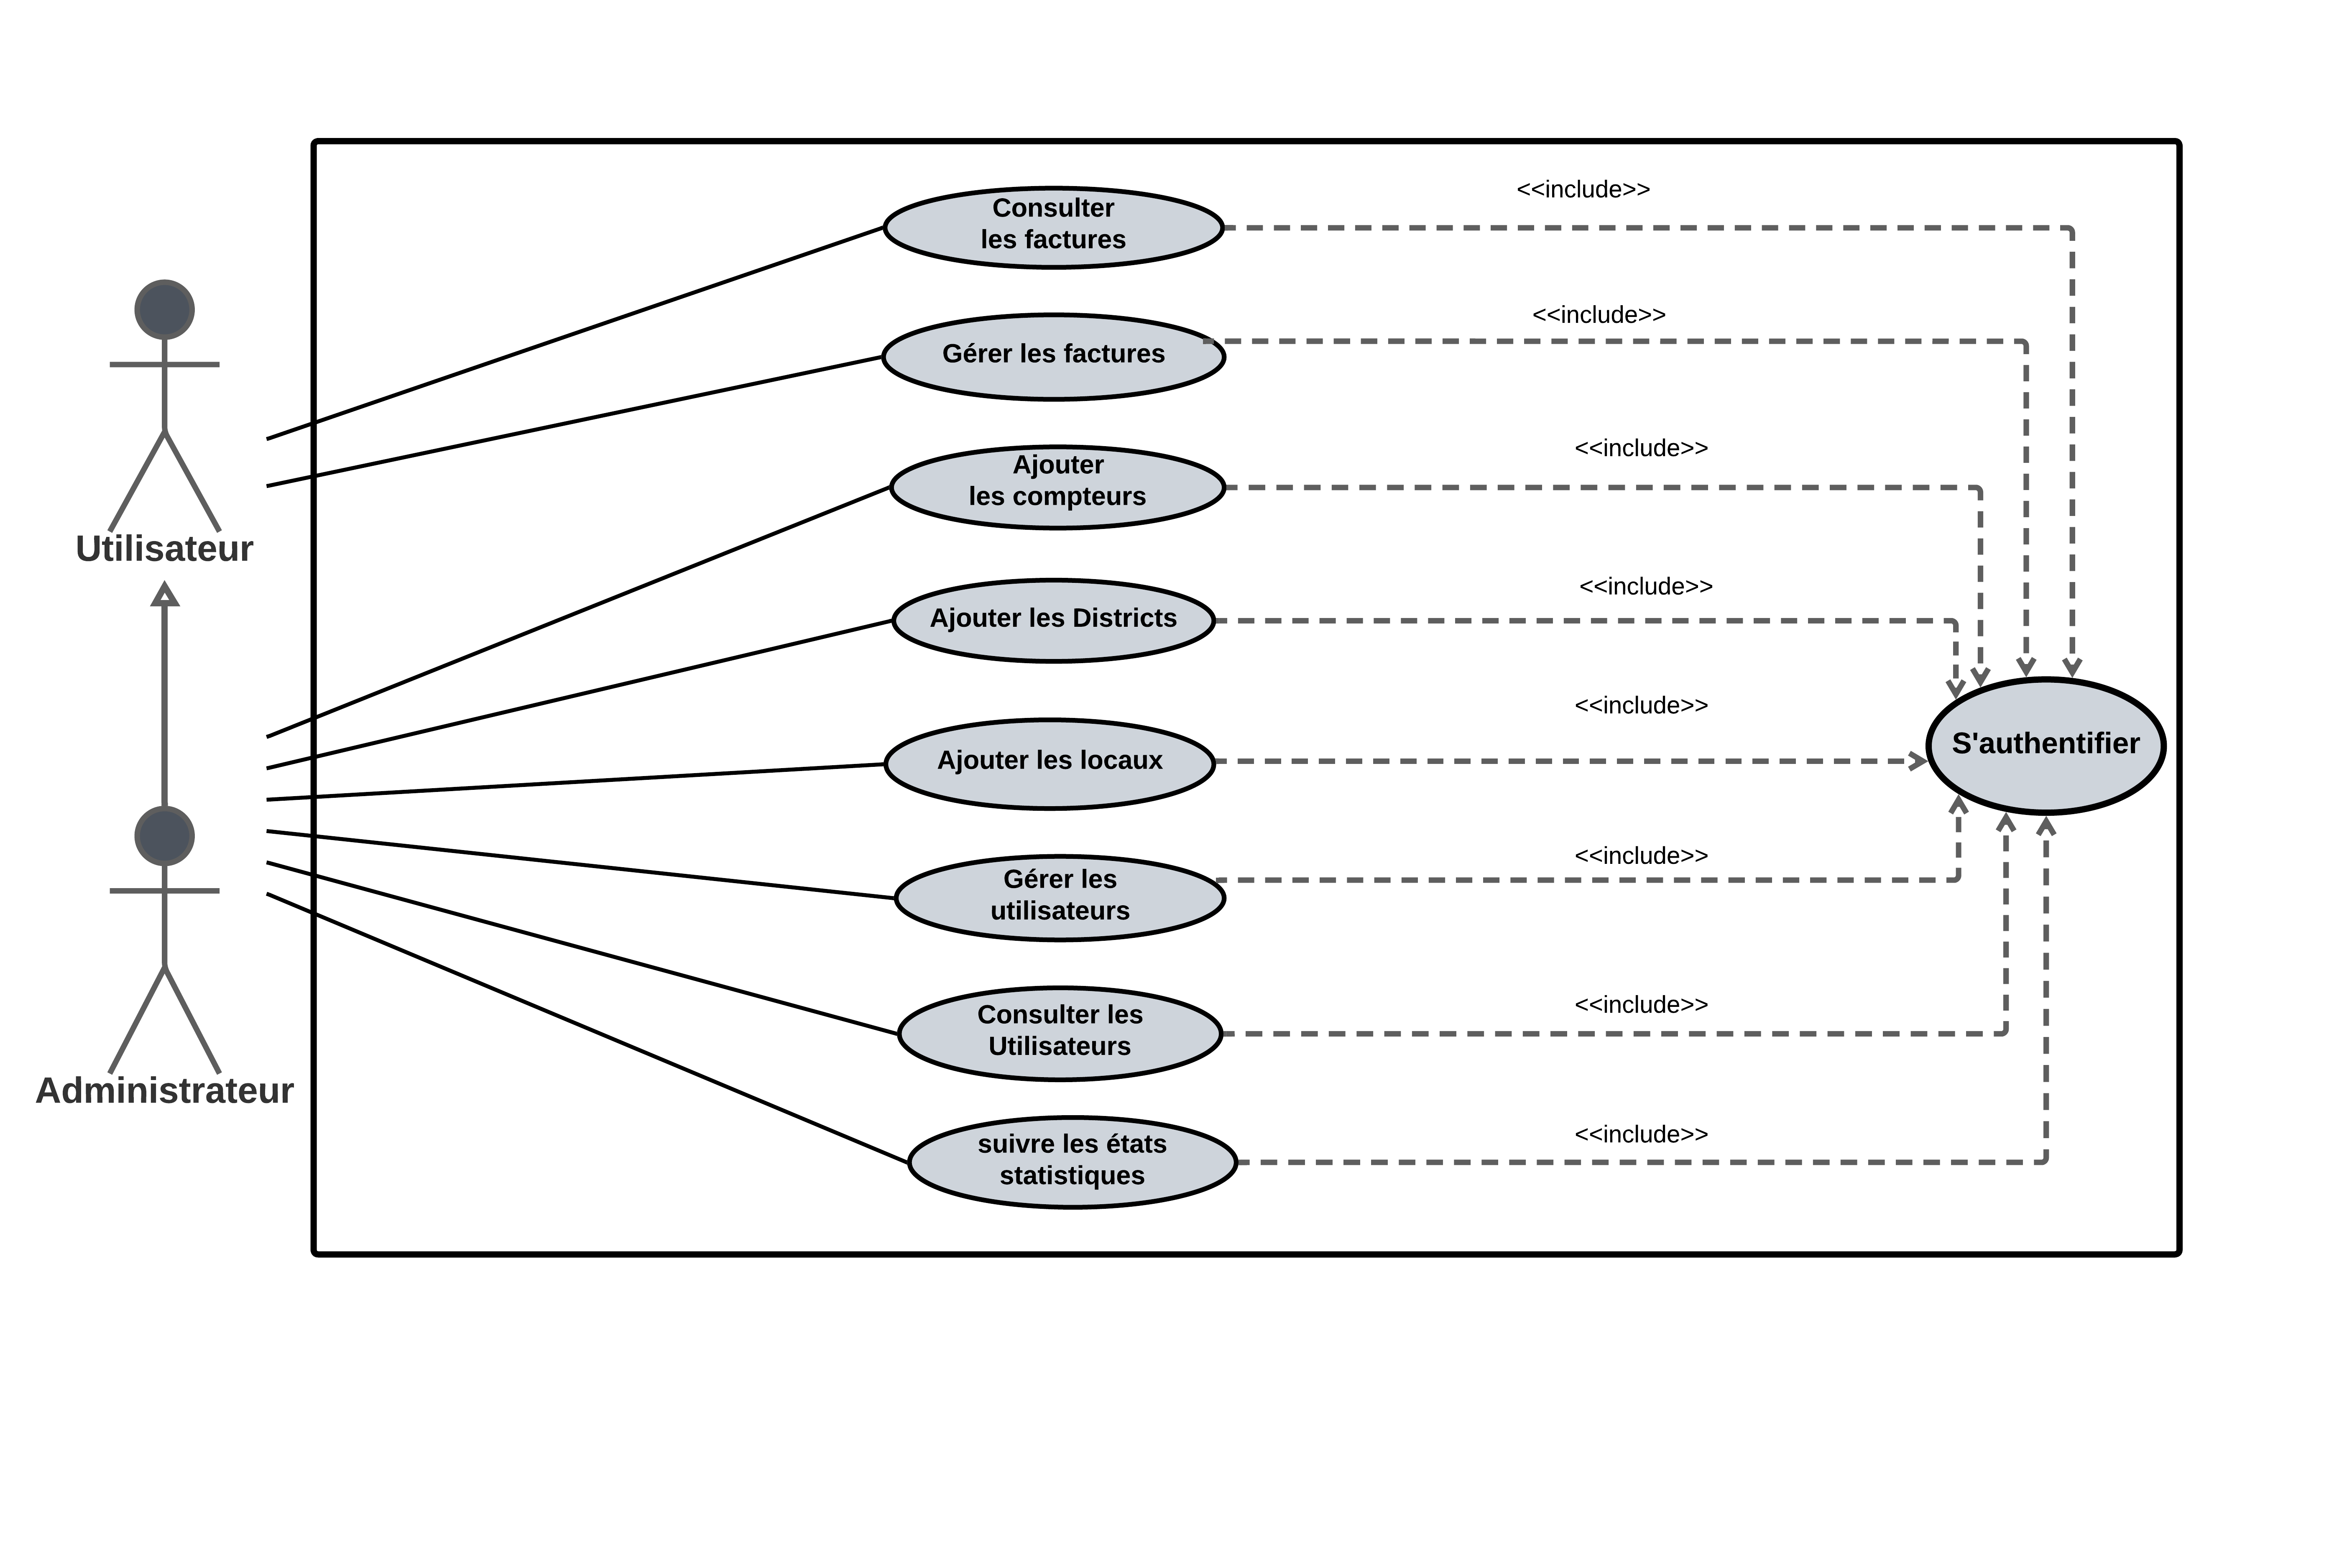 Consulter
les factures
<<include>>
Gérer les factures
<<include>>
Ajouter
les compteurs
<<include>>
Utilisateur
Ajouter les Districts
<<include>>
Ajouter les locaux
<<include>>
S'authentifier
Gérer les
utilisateurs
<<include>>
Consulter les
Utilisateurs
<<include>>
Administrateur
suivre les états
statistiques
<<include>>